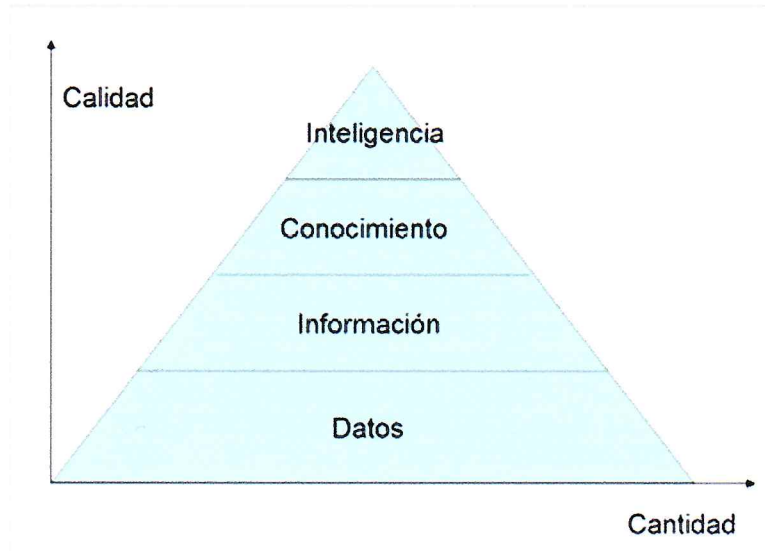 Calidad
Inteligencia
Conocimiento
Información
Datos
Cantidad